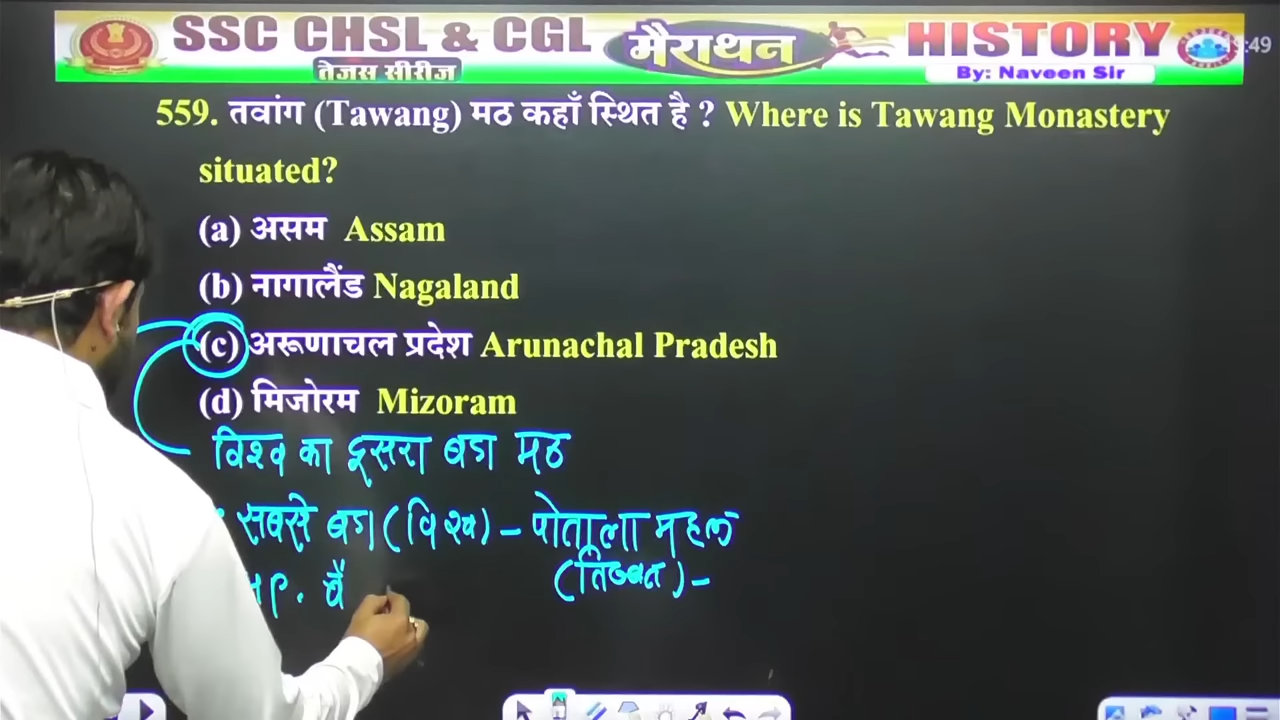 SSC CHSL & CGL मैराथन HISTORY
तेजस सीरीज By: Naveen Sir
:49
559. तवांग (Tawang) मठ कहाँ स्थित है ? Where is Tawang Monastery
situated?
(a) असम Assam
(b) नागालैंड Nagaland
(c) अरूणाचल प्रदेश Arunachal Pradesh
(d) मिजोरम Mizoram
विश्व का दूसरा बडा मठ
सबसे बडा (विश्व) – पोताला महल
(तिब्बत) –